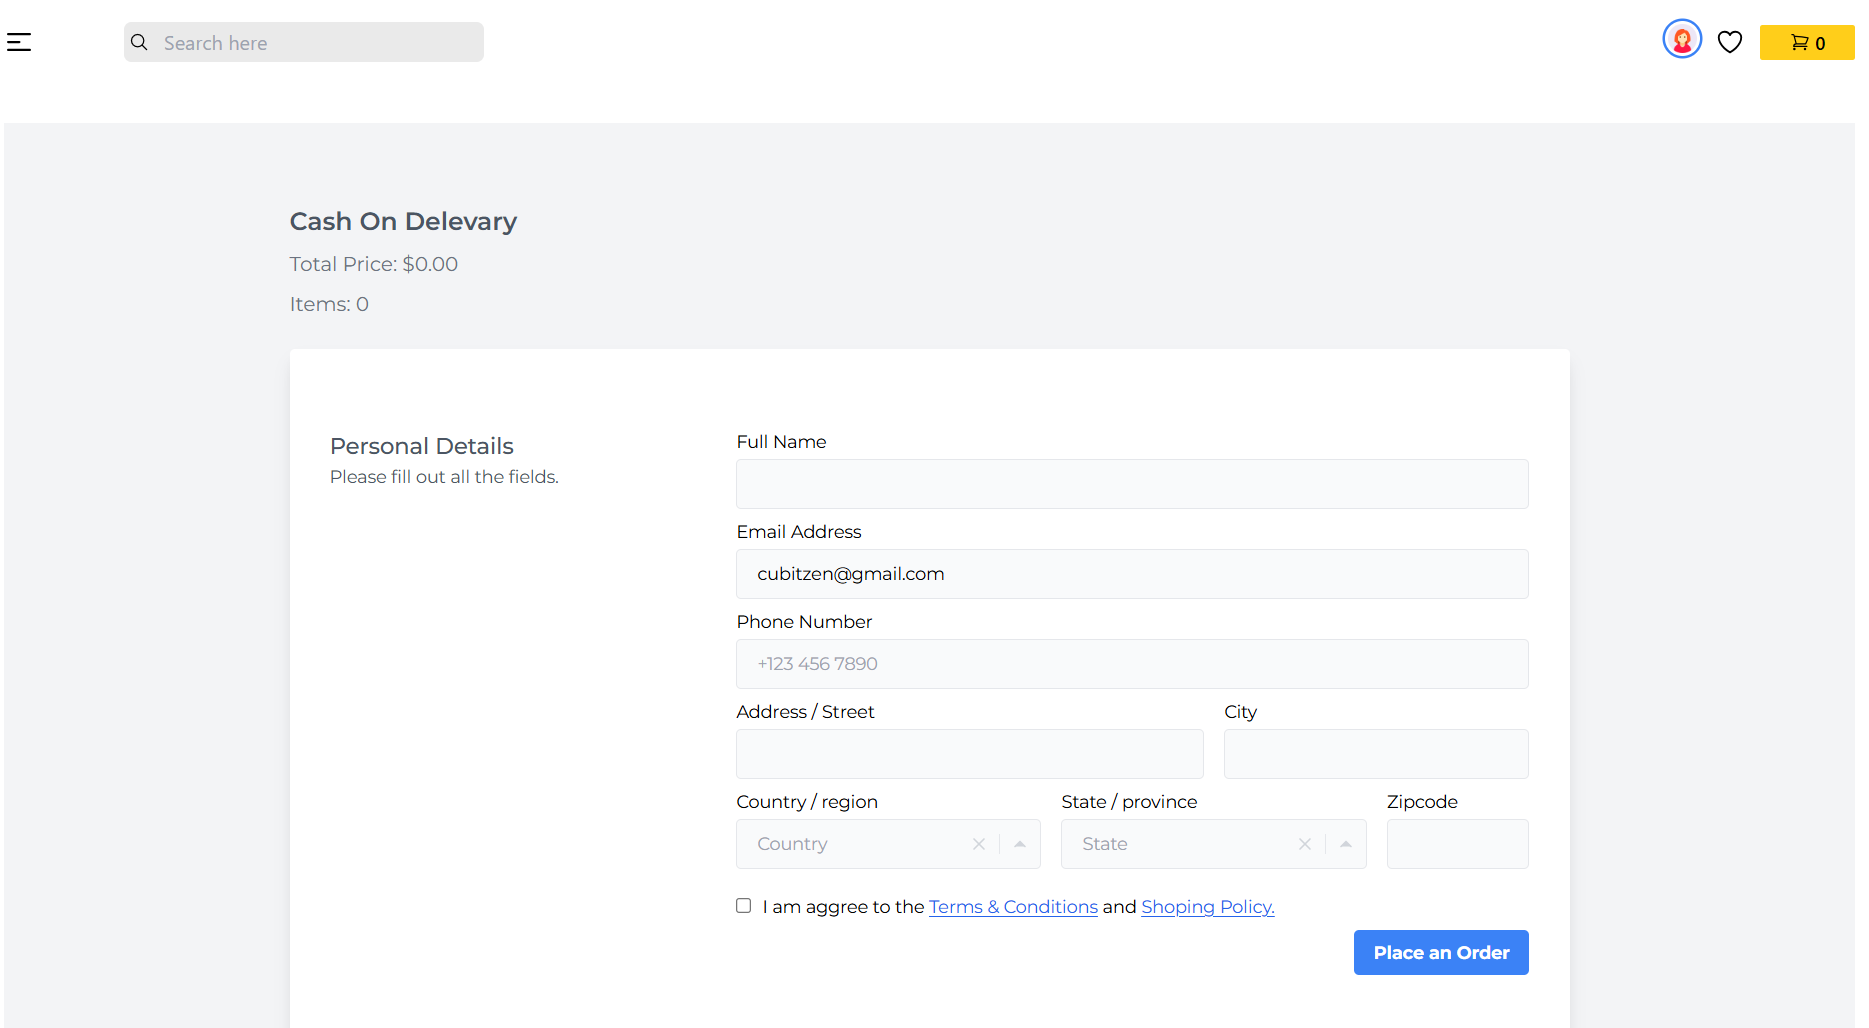 Search here
0
Cash On Delevary
Total Price: $0.00
Items: 0
Personal Details
Please fill out all the fields.
Full Name
Email Address
cubitzen@gmail.com
Phone Number
+123 456 7890
Address / Street
City
Country / region
State / province
Zipcode
Country
State
I am aggree to the Terms & Conditions and Shoping Policy.
Place an Order